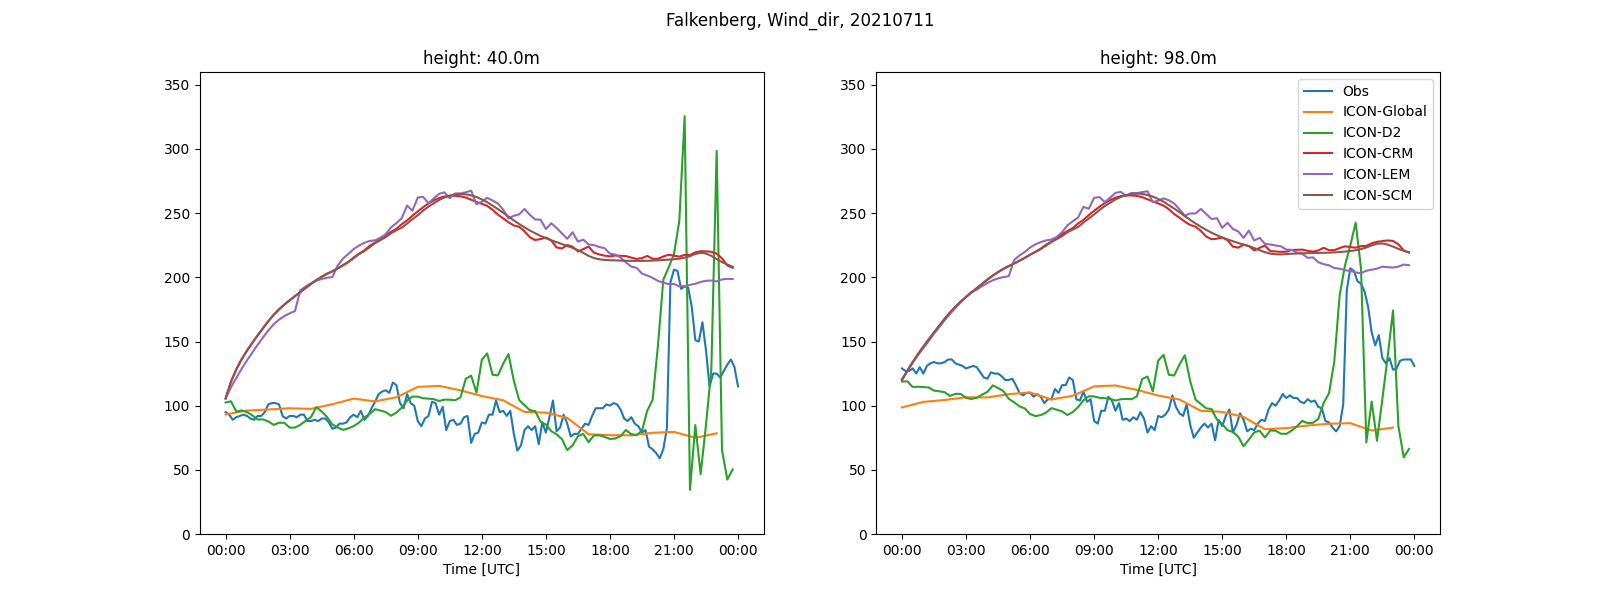 Falkenberg, Wind_dir, 20210711
height: 40.0m
350
300
250
200
150
100
50
0
00:00 03:00 06:00 09:00 12:00 15:00 18:00 21:00 00:00
Time [UTC]
height: 98.0m
350
300
250
200
150
100
50
0
Obs
ICON-Global
ICON-D2
ICON-CRM
ICON-LEM
ICON-SCM
00:00 03:00 06:00 09:00 12:00 15:00 18:00 21:00 00:00
Time [UTC]